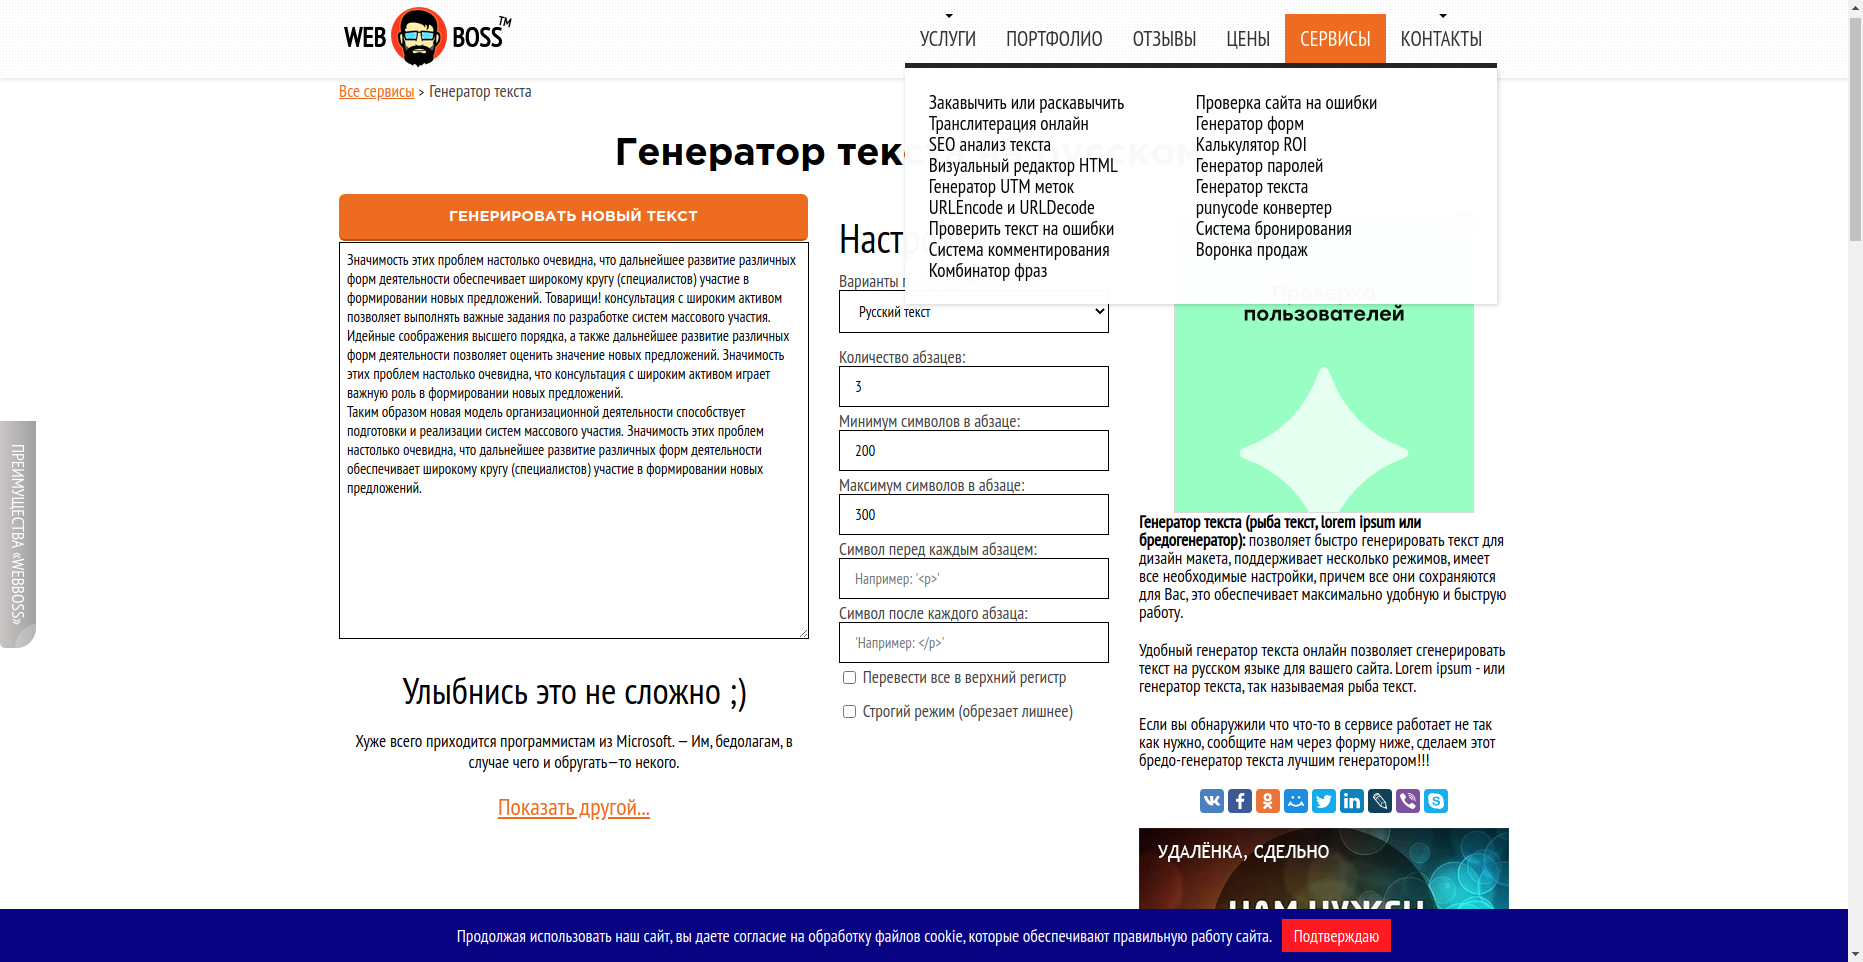 WEB BOSS™
УСЛУГИ ПОРТФОЛИО ОТЗЫВЫ ЦЕНЫ СЕРВИСЫ КОНТАКТЫ
Все сервисы > Генератор текста
Закавычить или раскавычить
Транслитерация онлайн
SEO анализ текста
Визуальный редактор HTML
Генератор UTM меток
URLEncode и URLDecode
Проверить текст на ошибки
Система комментирования
Комбинатор фраз
Проверка сайта на ошибки
Генератор форм
Калькулятор ROI
Генератор паролей
Генератор текста
punycode конвертер
Система бронирования
Воронка продаж
Генератор
ГЕНЕРИРОВАТЬ НОВЫЙ ТЕКСТ
Значимость этих проблем настолько очевидна, что дальнейшее развитие различных
форм деятельности обеспечивает широкому кругу (специалистов) участие в
формировании новых предложений. Товарищи! консультация с широким активом
позволяет выполнять важные задания по разработке систем массового участия.
Идейные соображения высшего порядка, а также дальнейшее развитие различных
форм деятельности позволяет оценить значение новых предложений. Значимость
этих проблем настолько очевидна, что консультация с широким активом играет
важную роль в формировании новых предложений.
Таким образом новая модель организационной деятельности способствует
подготовки и реализации систем массового участия. Значимость этих проблем
настолько очевидна, что дальнейшее развитие различных форм деятельности
обеспечивает широкому кругу (специалистов) участие в формировании новых
предложений.
Улыбнись это не сложно ;)
Хуже всего приходится программистам из Microsoft. — Им, бедолагам, в
случае чего и обругать—то некого.
Показать другой...
Варианты
Русский текст
Количество абзацев:
3
Минимум символов в абзаце:
200
Максимум символов в абзаце:
300
Символ перед каждым абзацем:
Например: '<p>'
Символ после каждого абзаца:
'Например: </p>'
Перевести все в верхний регистр
Строгий режим (обрезает лишнее)
Проверка
пользователей
Генератор текста (рыба текст, lorem ipsum или
бредогенератор): позволяет быстро генерировать текст для
дизайн макета, поддерживает несколько режимов, имеет
все необходимые настройки, причем все они сохраняются
для Вас, это обеспечивает максимально удобную и быструю
работу.
Удобный генератор текста онлайн позволяет сгенерировать
текст на русском языке для вашего сайта. Lorem ipsum - или
генератор текста, так называемая рыба текст.
Если вы обнаружили что что-то в сервисе работает не так
как нужно, сообщите нам через форму ниже, сделаем этот
бредо-генератор текста лучшим генератором!!!
УДАЛЁНКА, СДЕЛЬНО
ПРЕИМУЩЕСТВА «WEBBOSS»
Продолжая использовать наш сайт, вы даете согласие на обработку файлов cookie, которые обеспечивают правильную работу сайта. Подтверждаю